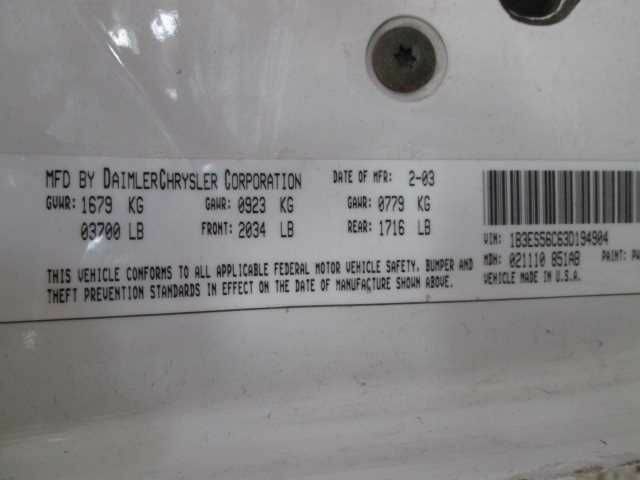 MFD BY DAIMLERCHRYSLER CORPORATION DATE OF MFR: 2-03
GVWR: 1679 KG GAWR: 0923 KG GAWR: 0779 KG
03700 LB FRONT: 2034 LB REAR: 1716 LB
VIN: 1B3ES56C63D194904
MDH: 021110 851AB PAINT: PW
THIS VEHICLE CONFORMS TO ALL APPLICABLE FEDERAL MOTOR VEHICLE SAFETY, BUMPER AND
THEFT PREVENTION STANDARDS IN EFFECT ON THE DATE OF MANUFACTURE SHOWN ABOVE.
VEHICLE MADE IN U.S.A.